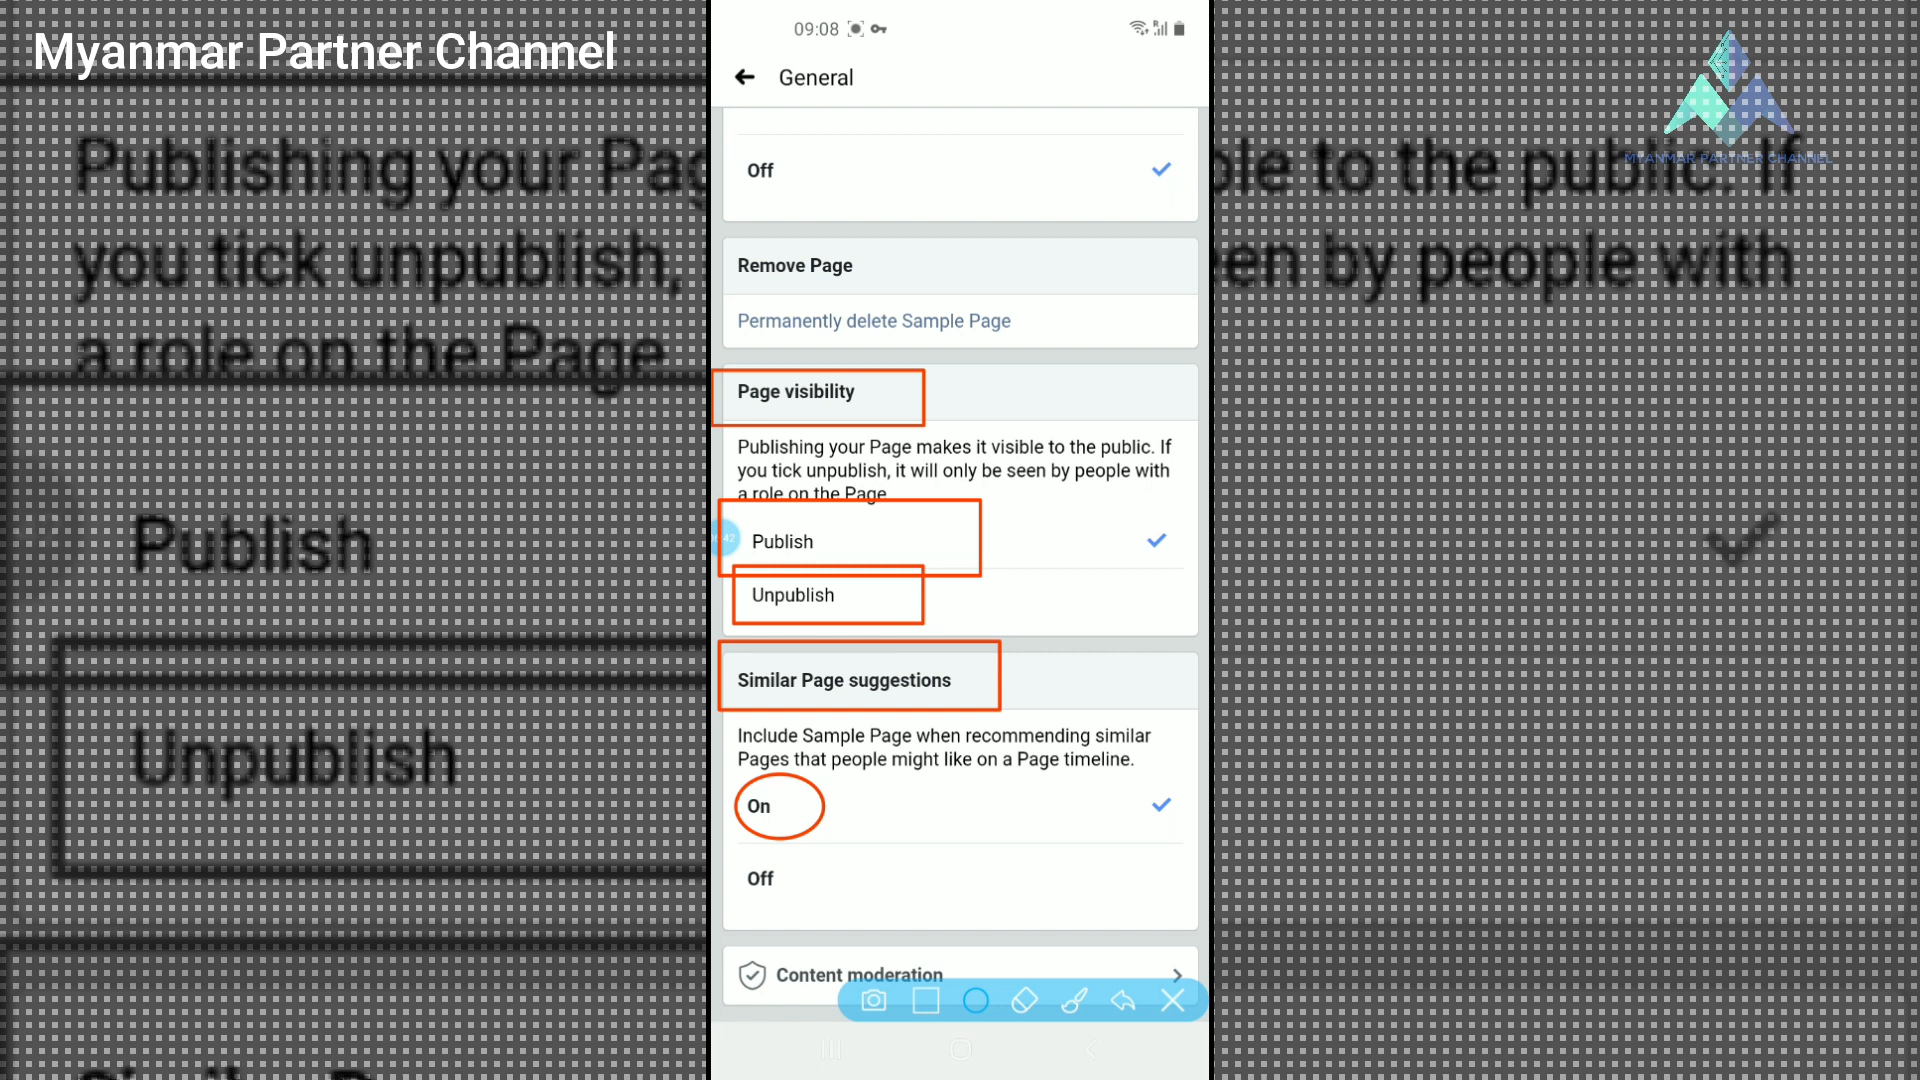 Myanmar Partner Channel
MYANMAR PARTNER CHANNEL
09:08
General
Off
Remove Page
Permanently delete Sample Page
Page visibility
Publishing your Page makes it visible to the public. If
you tick unpublish, it will only be seen by people with
a role on the Page
Publish
Unpublish
Similar Page suggestions
Include Sample Page when recommending similar
Pages that people might like on a Page timeline.
On
Off
Content moderation
Publishing your Pag
you tick unpublish,
a role on the Page
Publish
Unpublish
ble to the public. If
en by people with